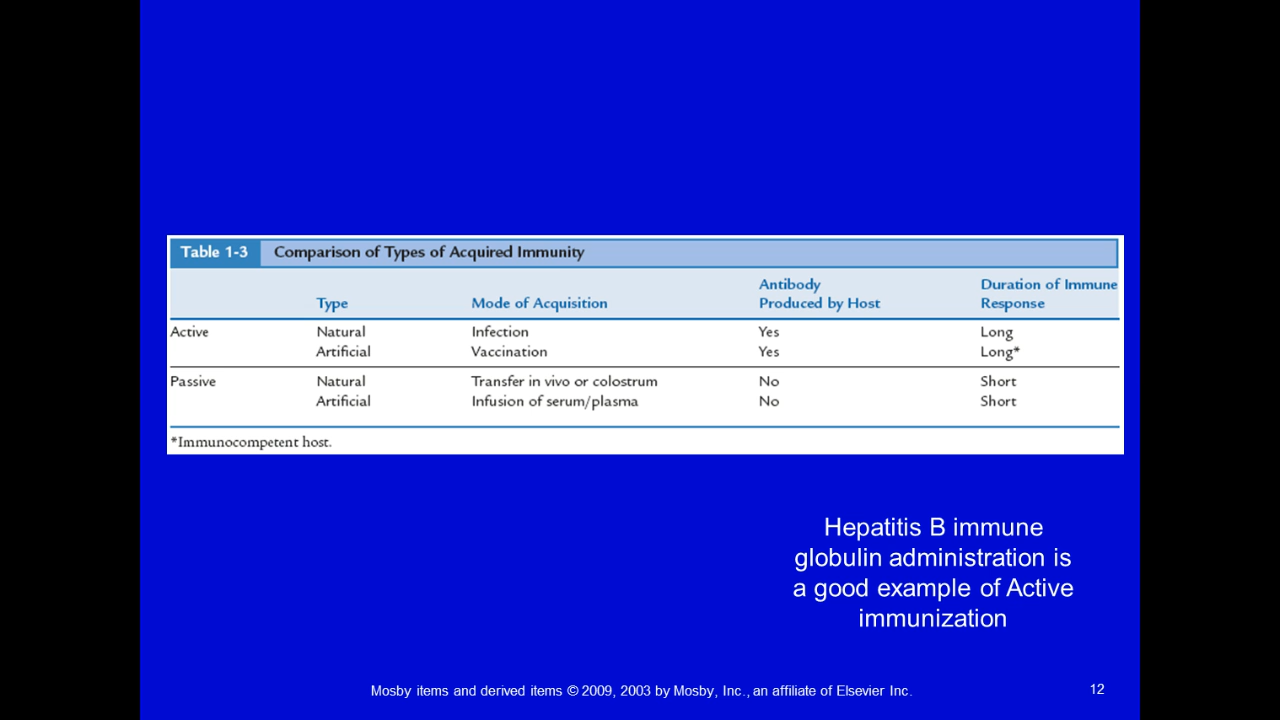 Table 1-3 Comparison of Types of Acquired Immunity
Type Mode of Acquisition Antibody Produced by Host Duration of Immune Response
Active Natural Infection Yes Long
Artificial Vaccination Yes Long*
Passive Natural Transfer in vivo or colostrum No Short
Artificial Infusion of serum/plasma No Short
*Immunocompetent host.
Hepatitis B immune
globulin administration is
a good example of Active
immunization
Mosby items and derived items © 2009, 2003 by Mosby, Inc., an affiliate of Elsevier Inc.
12